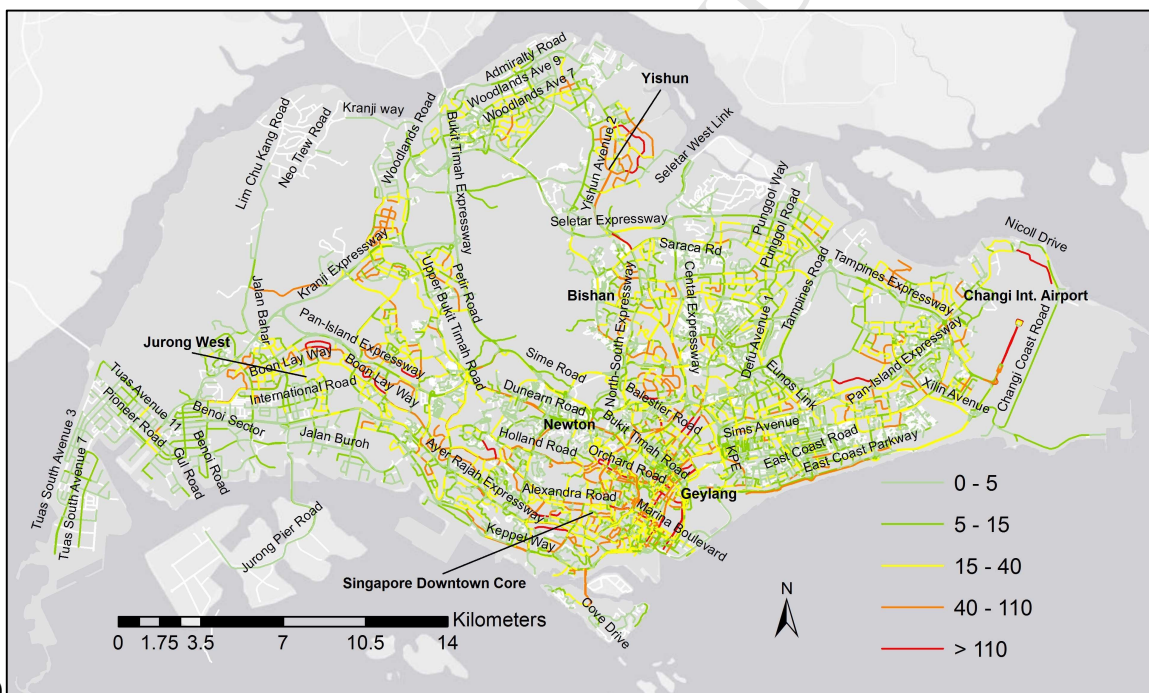 Admiralty Road
Woodlands Ave 9
Woodlands Ave 7
Yishun
Kranji way
Lim Chu Kang Road
Neo Tiew Road
Woodlands Road
Bukit Timah Expressway
Yishun Avenue 2
Seletar West Link
Seletar Expressway
Punggol Way
Punggol Road
Nicoll Drive
Saraca Rd
Kranji Expressway
Upper Bukit Timah Road
Petir Road
Tampines Road
Tampines Expressway
Bishan
North-South Expressway
Cental Expressway
Changi Int. Airport
Jalan Bahar
Pan-Island Expressway
Defu Avenue 1
Changi Coast Road
Jurong West
Boon Lay Way
Boon Lay Way
Sime Road
Eunos Link
Pan Island Expressway
Tuas Avenue 11
International Road
Dunearn Road
Balestier Road
Xilin Avenue
Pioneer Road
Benoi Sector
Newton
Bukit Timah Road
Sims Avenue
Tuas South Avenue 3
Gul Road
Benoi Road
Jalan Buroh
Ayer Rajah Expressway
Holland Road
Orchard Road
KPE
East Coast Road
East Coast Parkway
Tuas South Avenue 7
Alexandra Road
Geylang
Marina Boulevard
Jurong Pier Road
Keppel Way
Singapore Downtown Core
Cove Drive
0 - 5
5 - 15
15 - 40
40 - 110
> 110
N
Kilometers
0 1.75 3.5 7 10.5 14